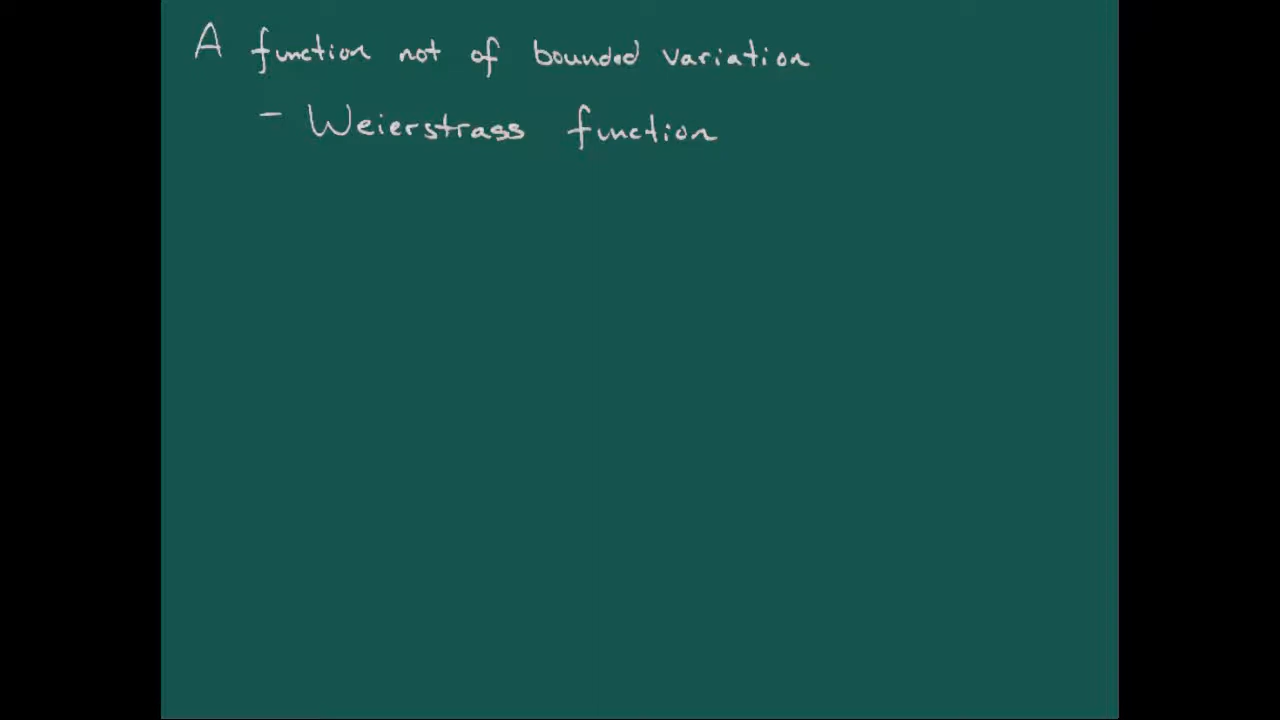 A function not of bounded variation
- Weierstrass function